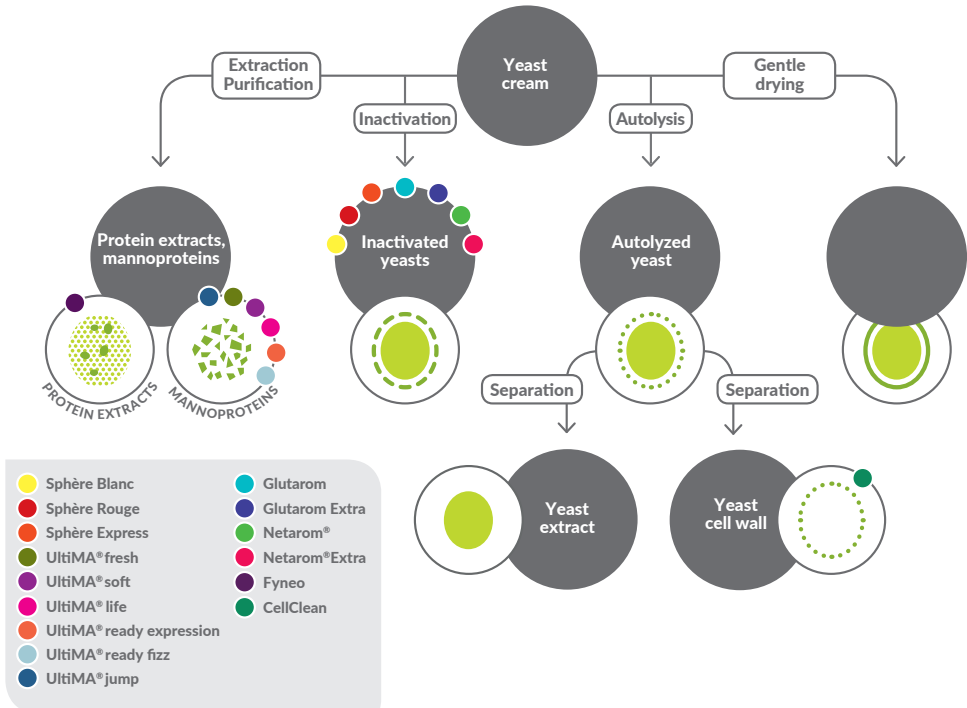 Yeast
cream
Extraction
Purification
Gentle
drying
Inactivation
Autolysis
Protein extracts,
mannoproteins
Inactivated
yeasts
Autolyzed
yeast
PROTEIN EXTRACTS
MANNOPROTEINS
Separation
Separation
Yeast
extract
Yeast
cell wall
Sphère Blanc
Sphère Rouge
Sphère Express
UltiMA® fresh
UltiMA® soft
UltiMA® life
UltiMA® ready expression
UltiMA® ready fizz
UltiMA® jump
Glutarom
Glutarom Extra
Netarom®
Netarom® Extra
Fyneo
CellClean